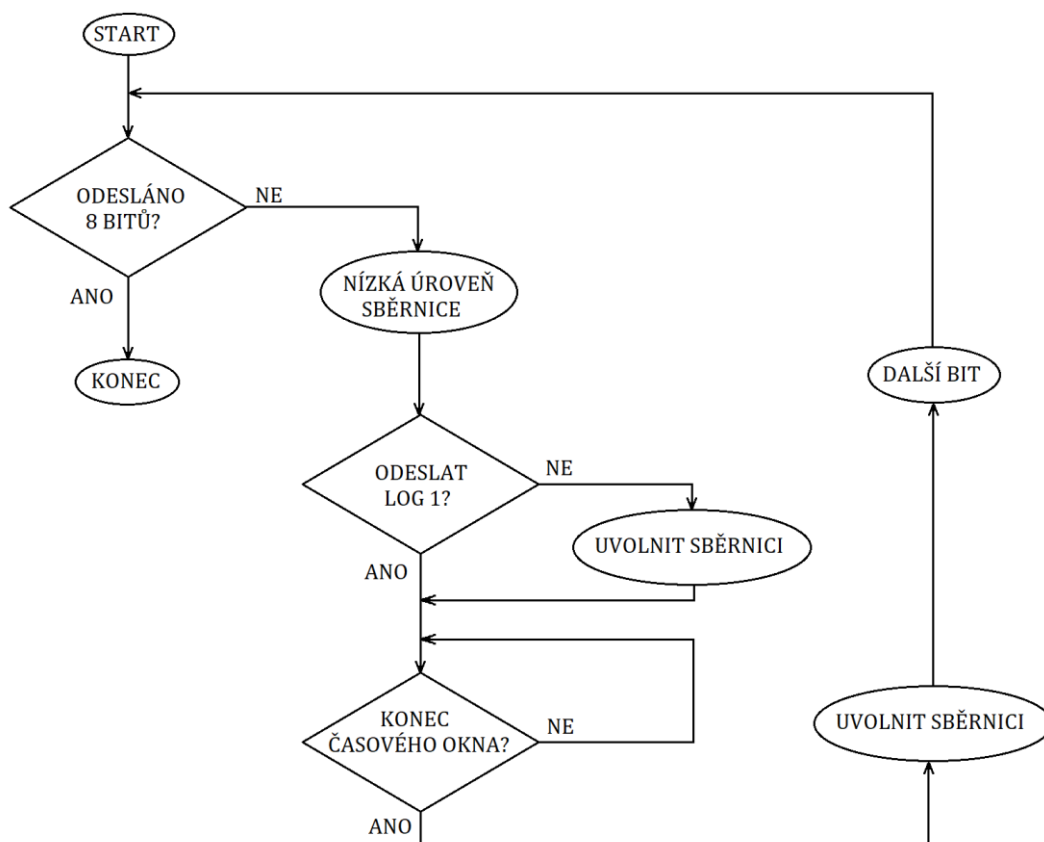 START
ODESLÁNO
8 BITŮ?
NE
ANO
NÍZKÁ ÚROVEŇ
SBĚRNICE
KONEC
DALŠÍ BIT
ODESLAT
LOG 1?
NE
UVOLNIT SBĚRNICI
ANO
KONEC
ČASOVÉHO OKNA?
NE
UVOLNIT SBĚRNICI
ANO